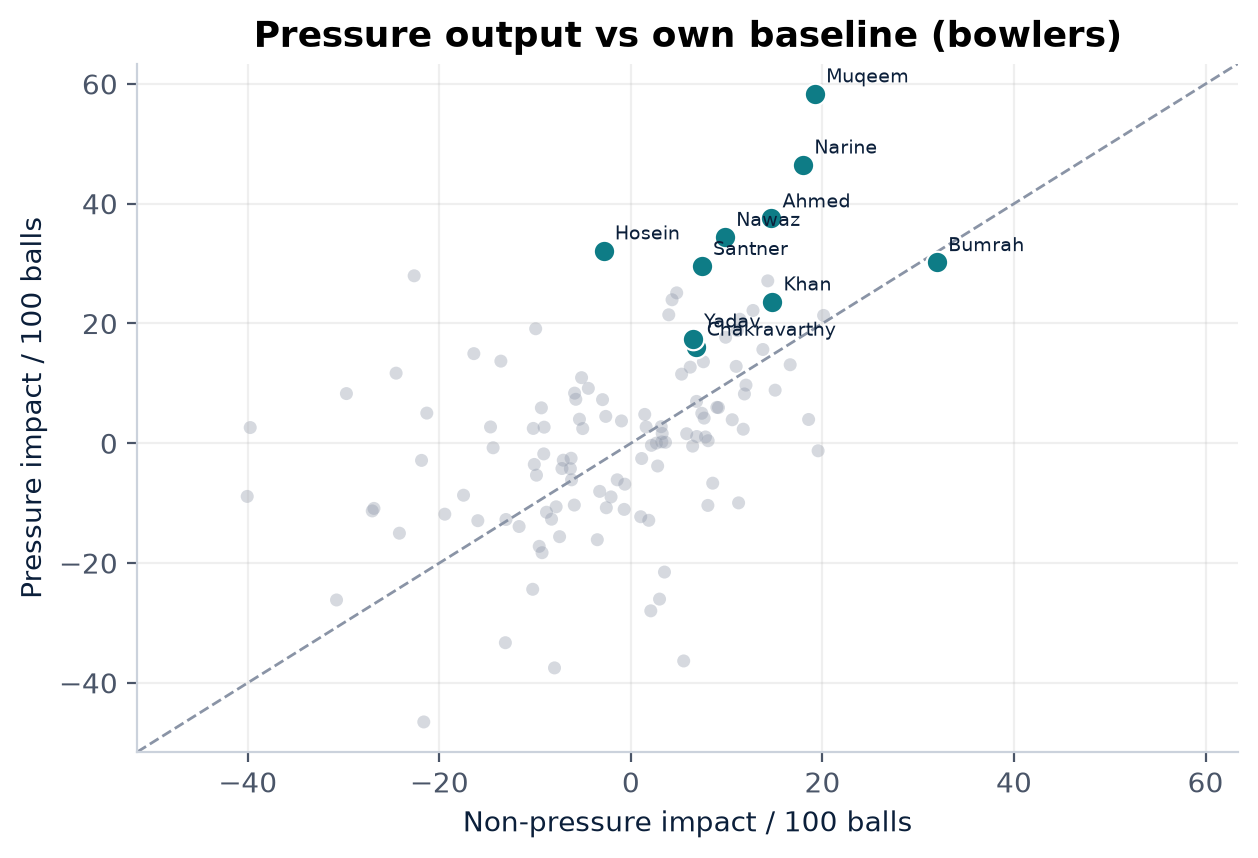 Pressure output vs own baseline (bowlers)
Pressure impact / 100 balls
60
40
20
0
−20
−40
Muqeem
Narine
Ahmed
Nawaz
Hosein
Santner
Bumrah
Khan
Yadav
Chakravarthy
−40
−20
0
20
40
60
Non-pressure impact / 100 balls